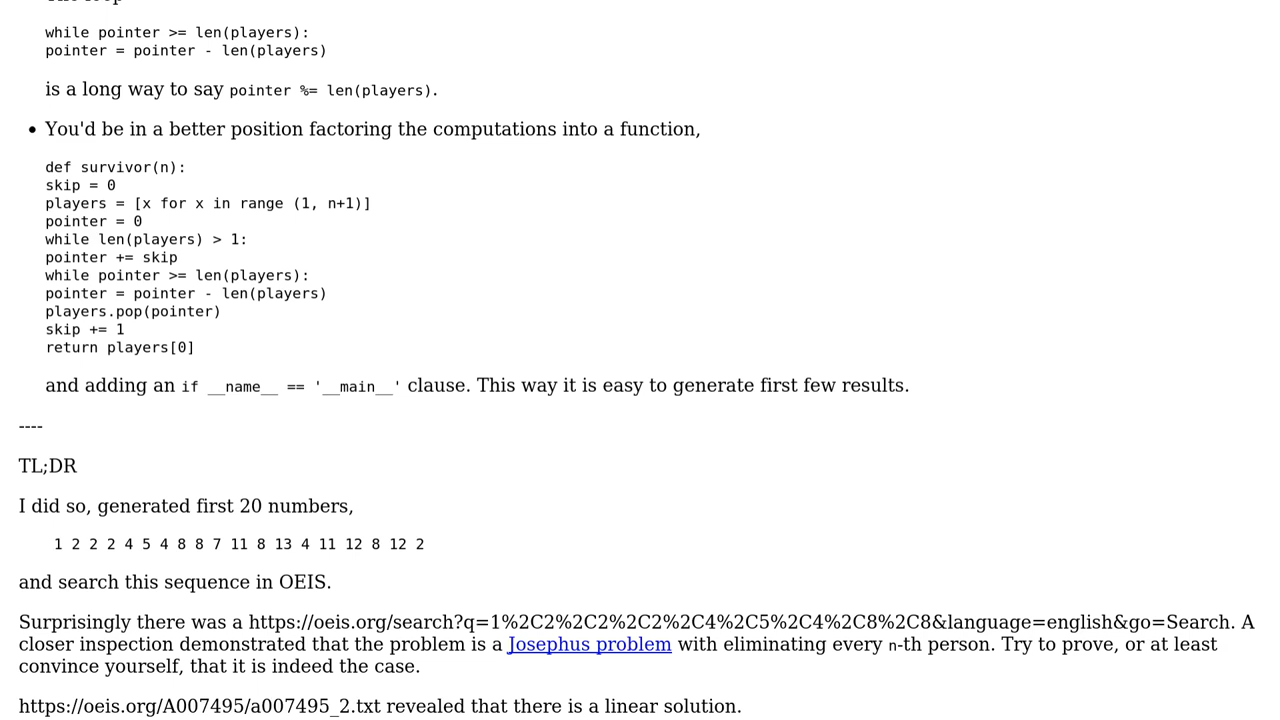 while pointer >= len(players):
pointer = pointer - len(players)
is a long way to say pointer %= len(players).
• You'd be in a better position factoring the computations into a function,
def survivor(n):
skip = 0
players = [x for x in range (1, n+1)]
pointer = 0
while len(players) > 1:
pointer += skip
while pointer >= len(players):
pointer = pointer - len(players)
players.pop(pointer)
skip += 1
return players[0]
and adding an if __name__ == '__main__' clause. This way it is easy to generate first few results.
----
TL;DR
I did so, generated first 20 numbers,
1 2 2 2 4 5 4 8 8 7 11 8 13 4 11 12 8 12 2
and search this sequence in OEIS.
Surprisingly there was a https://oeis.org/search?q=1%2C2%2C2%2C2%2C4%2C5%2C4%2C8%2C8&language=english&go=Search. A
closer inspection demonstrated that the problem is a Josephus problem with eliminating every n-th person. Try to prove, or at least
convince yourself, that it is indeed the case.
https://oeis.org/A007495/a007495_2.txt revealed that there is a linear solution.